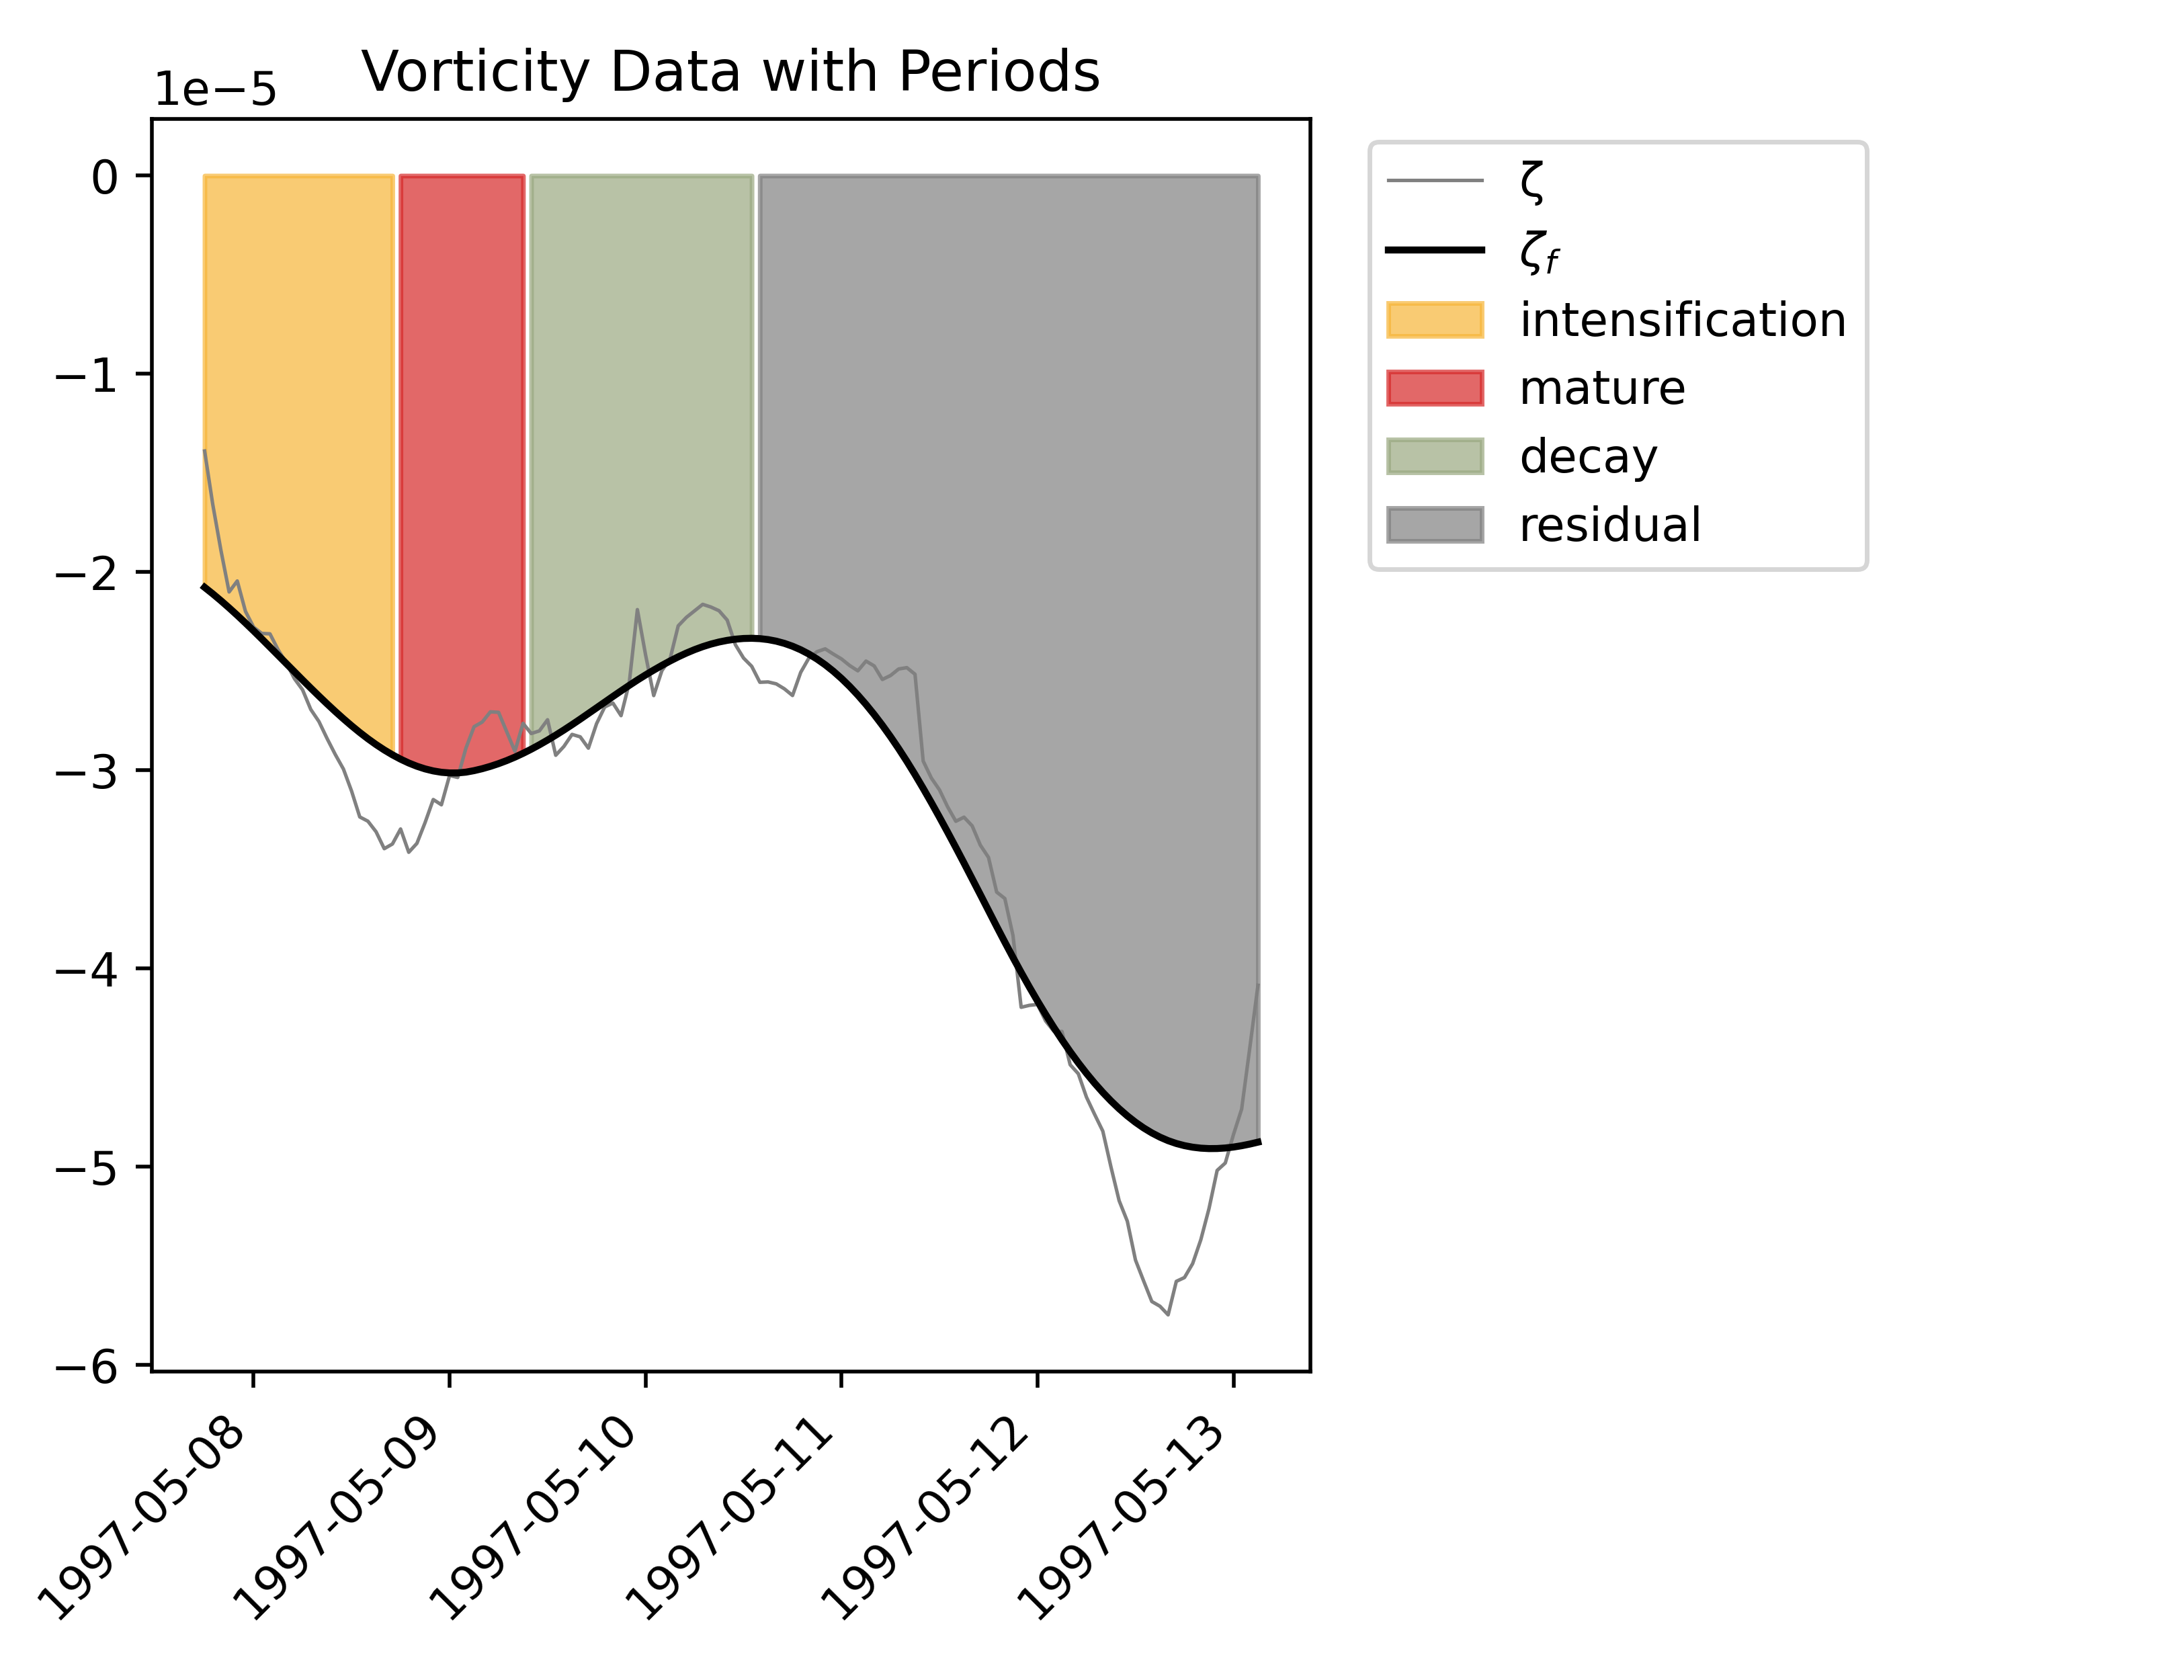 Vorticity Data with Periods
1e−5
0
−1
−2
−3
−4
−5
−6
1997-05-08
1997-05-09
1997-05-10
1997-05-11
1997-05-12
1997-05-13
ζ
ζf
intensification
mature
decay
residual